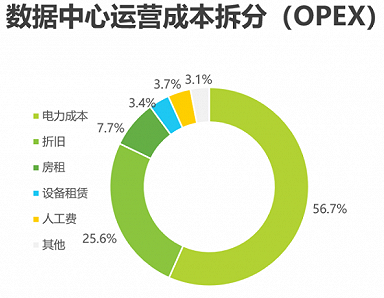 数据中心运营成本拆分（OPEX）
3.7%
3.1%
3.4%
7.7%
25.6%
56.7%
电力成本
折旧
房租
设备租赁
人工费
其他